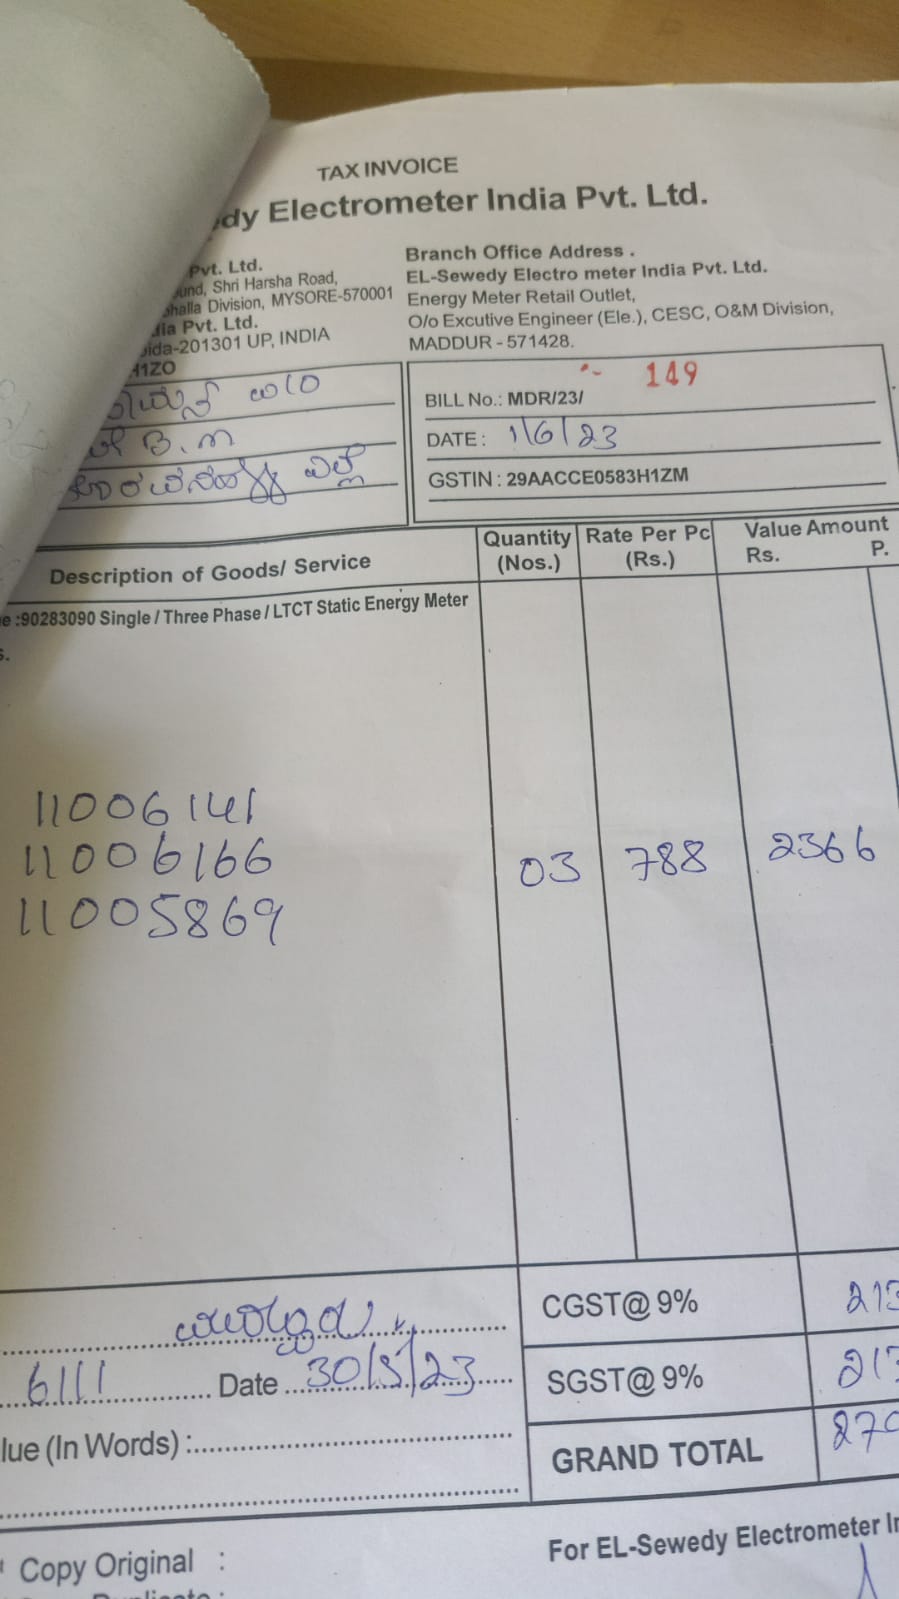 TAX INVOICE
Electrometer India Pvt. Ltd.
Pvt. Ltd.
Shri Harsha Road,
Division, MYSORE-570001
Pvt. Ltd.
201301 UP, INDIA
Branch Office Address .
EL-Sewedy Electro meter India Pvt. Ltd.
Energy Meter Retail Outlet,
O/o Excutive Engineer (Ele.), CESC, O&M Division,
MADDUR - 571428.
BILL No.: MDR/23/ 149
DATE : 1/6/23
GSTIN : 29AACCE0583H1ZM
Description of Goods/ Service Quantity (Nos.) Rate Per Pc (Rs.) Value Amount Rs. P.
:90283090 Single / Three Phase / LTCT Static Energy Meter
11006141
11006166 03 788 2366
11005869
CGST@ 9% 213
6111 Date 30/5/23 SGST@ 9%
(In Words) :
GRAND TOTAL
For EL-Sewedy Electrometer
Copy Original :